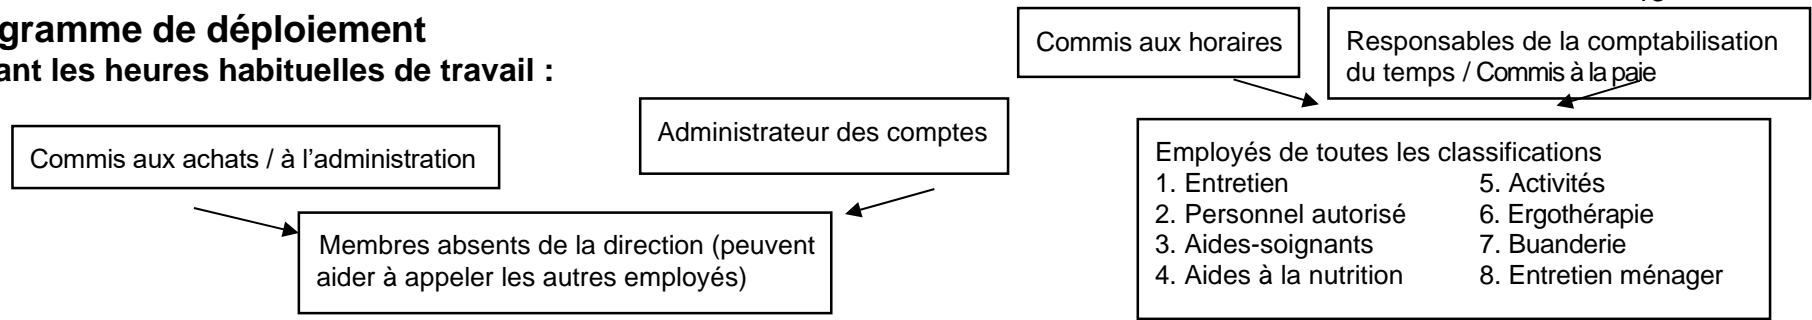 gramme de déploiement
ant les heures habituelles de travail :
Commis aux achats / à l’administration
Administrateur des comptes
Membres absents de la direction (peuvent
aider à appeler les autres employés)
Commis aux horaires
Responsables de la comptabilisation
du temps / Commis à la paie
Employés de toutes les classifications
1. Entretien
2. Personnel autorisé
3. Aides-soignants
4. Aides à la nutrition
5. Activités
6. Ergothérapie
7. Buanderie
8. Entretien ménager